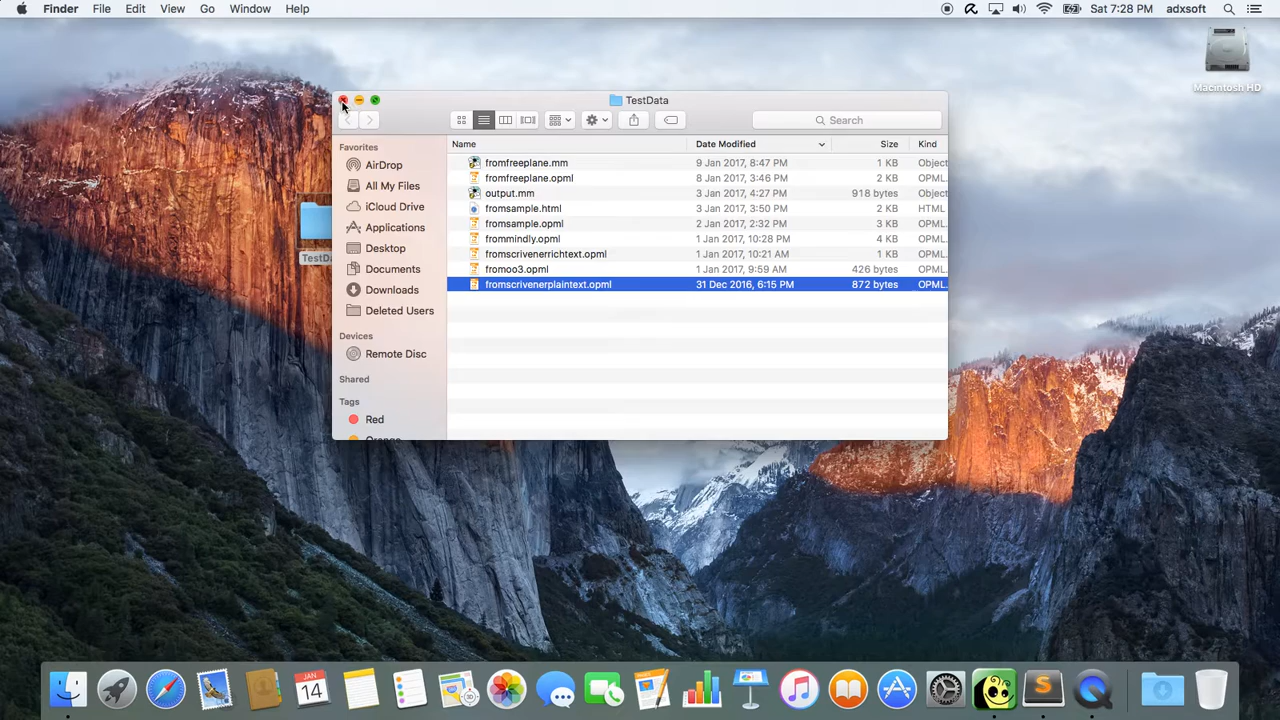 Finder File Edit View Go Window Help Sat 7:28 PM adxsoft
Macintosh HD
TestData
Search
Favorites
AirDrop
All My Files
iCloud Drive
Applications
Desktop
Documents
Downloads
Deleted Users
Devices
Remote Disc
Shared
Tags
Red
Orange
Name Date Modified Size Kind
fromfreeplane.mm 9 Jan 2017, 8:47 PM 1 KB Object
fromfreeplane.opml 8 Jan 2017, 3:46 PM 2 KB OPML
output.mm 3 Jan 2017, 4:27 PM 918 bytes Object
fromsample.html 3 Jan 2017, 3:50 PM 2 KB HTML
fromsample.opml 2 Jan 2017, 2:32 PM 3 KB OPML
frommindly.opml 1 Jan 2017, 10:28 PM 4 KB OPML
fromscrivenerrichtext.opml 1 Jan 2017, 10:21 AM 1 KB OPML
fromoo3.opml 1 Jan 2017, 9:59 AM 426 bytes OPML
fromscrivenerplaintext.opml 31 Dec 2016, 6:15 PM 872 bytes OPML
TestDa
JAN
14